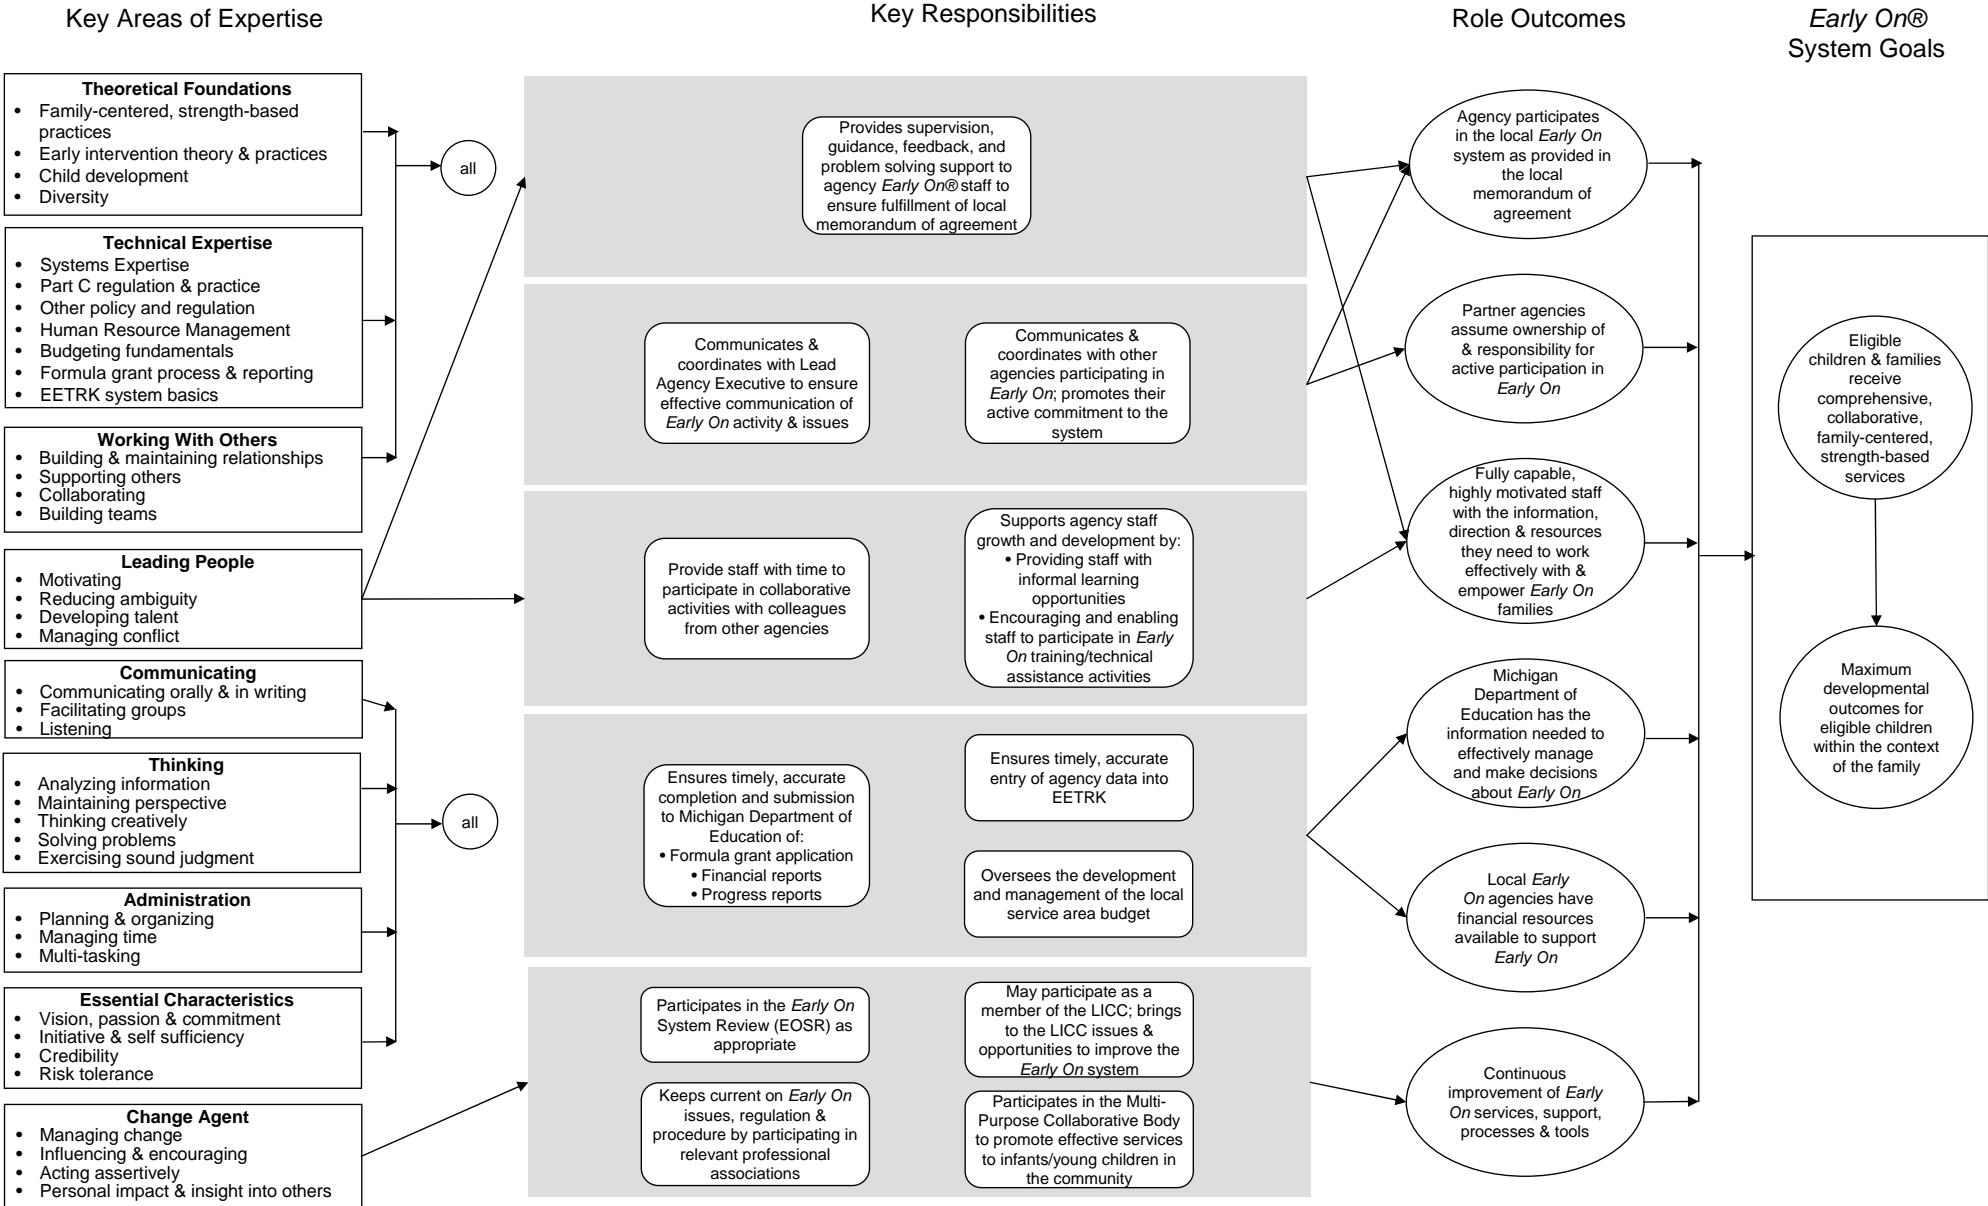 Key Areas of Expertise
Key Responsibilities
Role Outcomes
Early On®
System Goals
Theoretical Foundations
• Family-centered, strength-based
practices
• Early intervention theory & practices
• Child development
• Diversity
Technical Expertise
• Systems Expertise
• Part C regulation & practice
• Other policy and regulation
• Human Resource Management
• Budgeting fundamentals
• Formula grant process & reporting
• EETRK system basics
Working With Others
• Building & maintaining relationships
• Supporting others
• Collaborating
• Building teams
Leading People
• Motivating
• Reducing ambiguity
• Developing talent
• Managing conflict
Communicating
• Communicating orally & in writing
• Facilitating groups
• Listening
Thinking
• Analyzing information
• Maintaining perspective
• Thinking creatively
• Solving problems
• Exercising sound judgment
Administration
• Planning & organizing
• Managing time
• Multi-tasking
Essential Characteristics
• Vision, passion & commitment
• Initiative & self sufficiency
• Credibility
• Risk tolerance
Change Agent
• Managing change
• Influencing & encouraging
• Acting assertively
• Personal impact & insight into others
all
all
Provides supervision,
guidance, feedback, and
problem solving support to
agency Early On® staff to
ensure fulfillment of local
memorandum of agreement
Communicates &
coordinates with Lead
Agency Executive to ensure
effective communication of
Early On activity & issues
Communicates &
coordinates with other
agencies participating in
Early On; promotes their
active commitment to the
system
Provide staff with time to
participate in collaborative
activities with colleagues
from other agencies
Supports agency staff
growth and development by:
• Providing staff with
informal learning
opportunities
• Encouraging and enabling
staff to participate in Early
On training/technical
assistance activities
Ensures timely, accurate
completion and submission
to Michigan Department of
Education of:
• Formula grant application
• Financial reports
• Progress reports
Ensures timely, accurate
entry of agency data into
EETRK
Oversees the development
and management of the local
service area budget
Participates in the Early On
System Review (EOSR) as
appropriate
May participate as a
member of the LICC; brings
to the LICC issues &
opportunities to improve the
Early On system
Keeps current on Early On
issues, regulation &
procedure by participating in
relevant professional
associations
Participates in the Multi-
Purpose Collaborative Body
to promote effective services
to infants/young children in
the community
Agency participates
in the local Early On
system as provided in
the local
memorandum of
agreement
Partner agencies
assume ownership of
& responsibility for
active participation in
Early On
Fully capable,
highly motivated staff
with the information,
direction & resources
they need to work
effectively with &
empower Early On
families
Michigan
Department of
Education has the
information needed to
effectively manage
and make decisions
about Early On
Local Early
On agencies have
financial resources
available to support
Early On
Continuous
improvement of Early
On services, support,
processes & tools
Eligible
children & families
receive
comprehensive,
collaborative,
family-centered,
strength-based
services
Maximum
developmental
outcomes for
eligible children
within the context
of the family